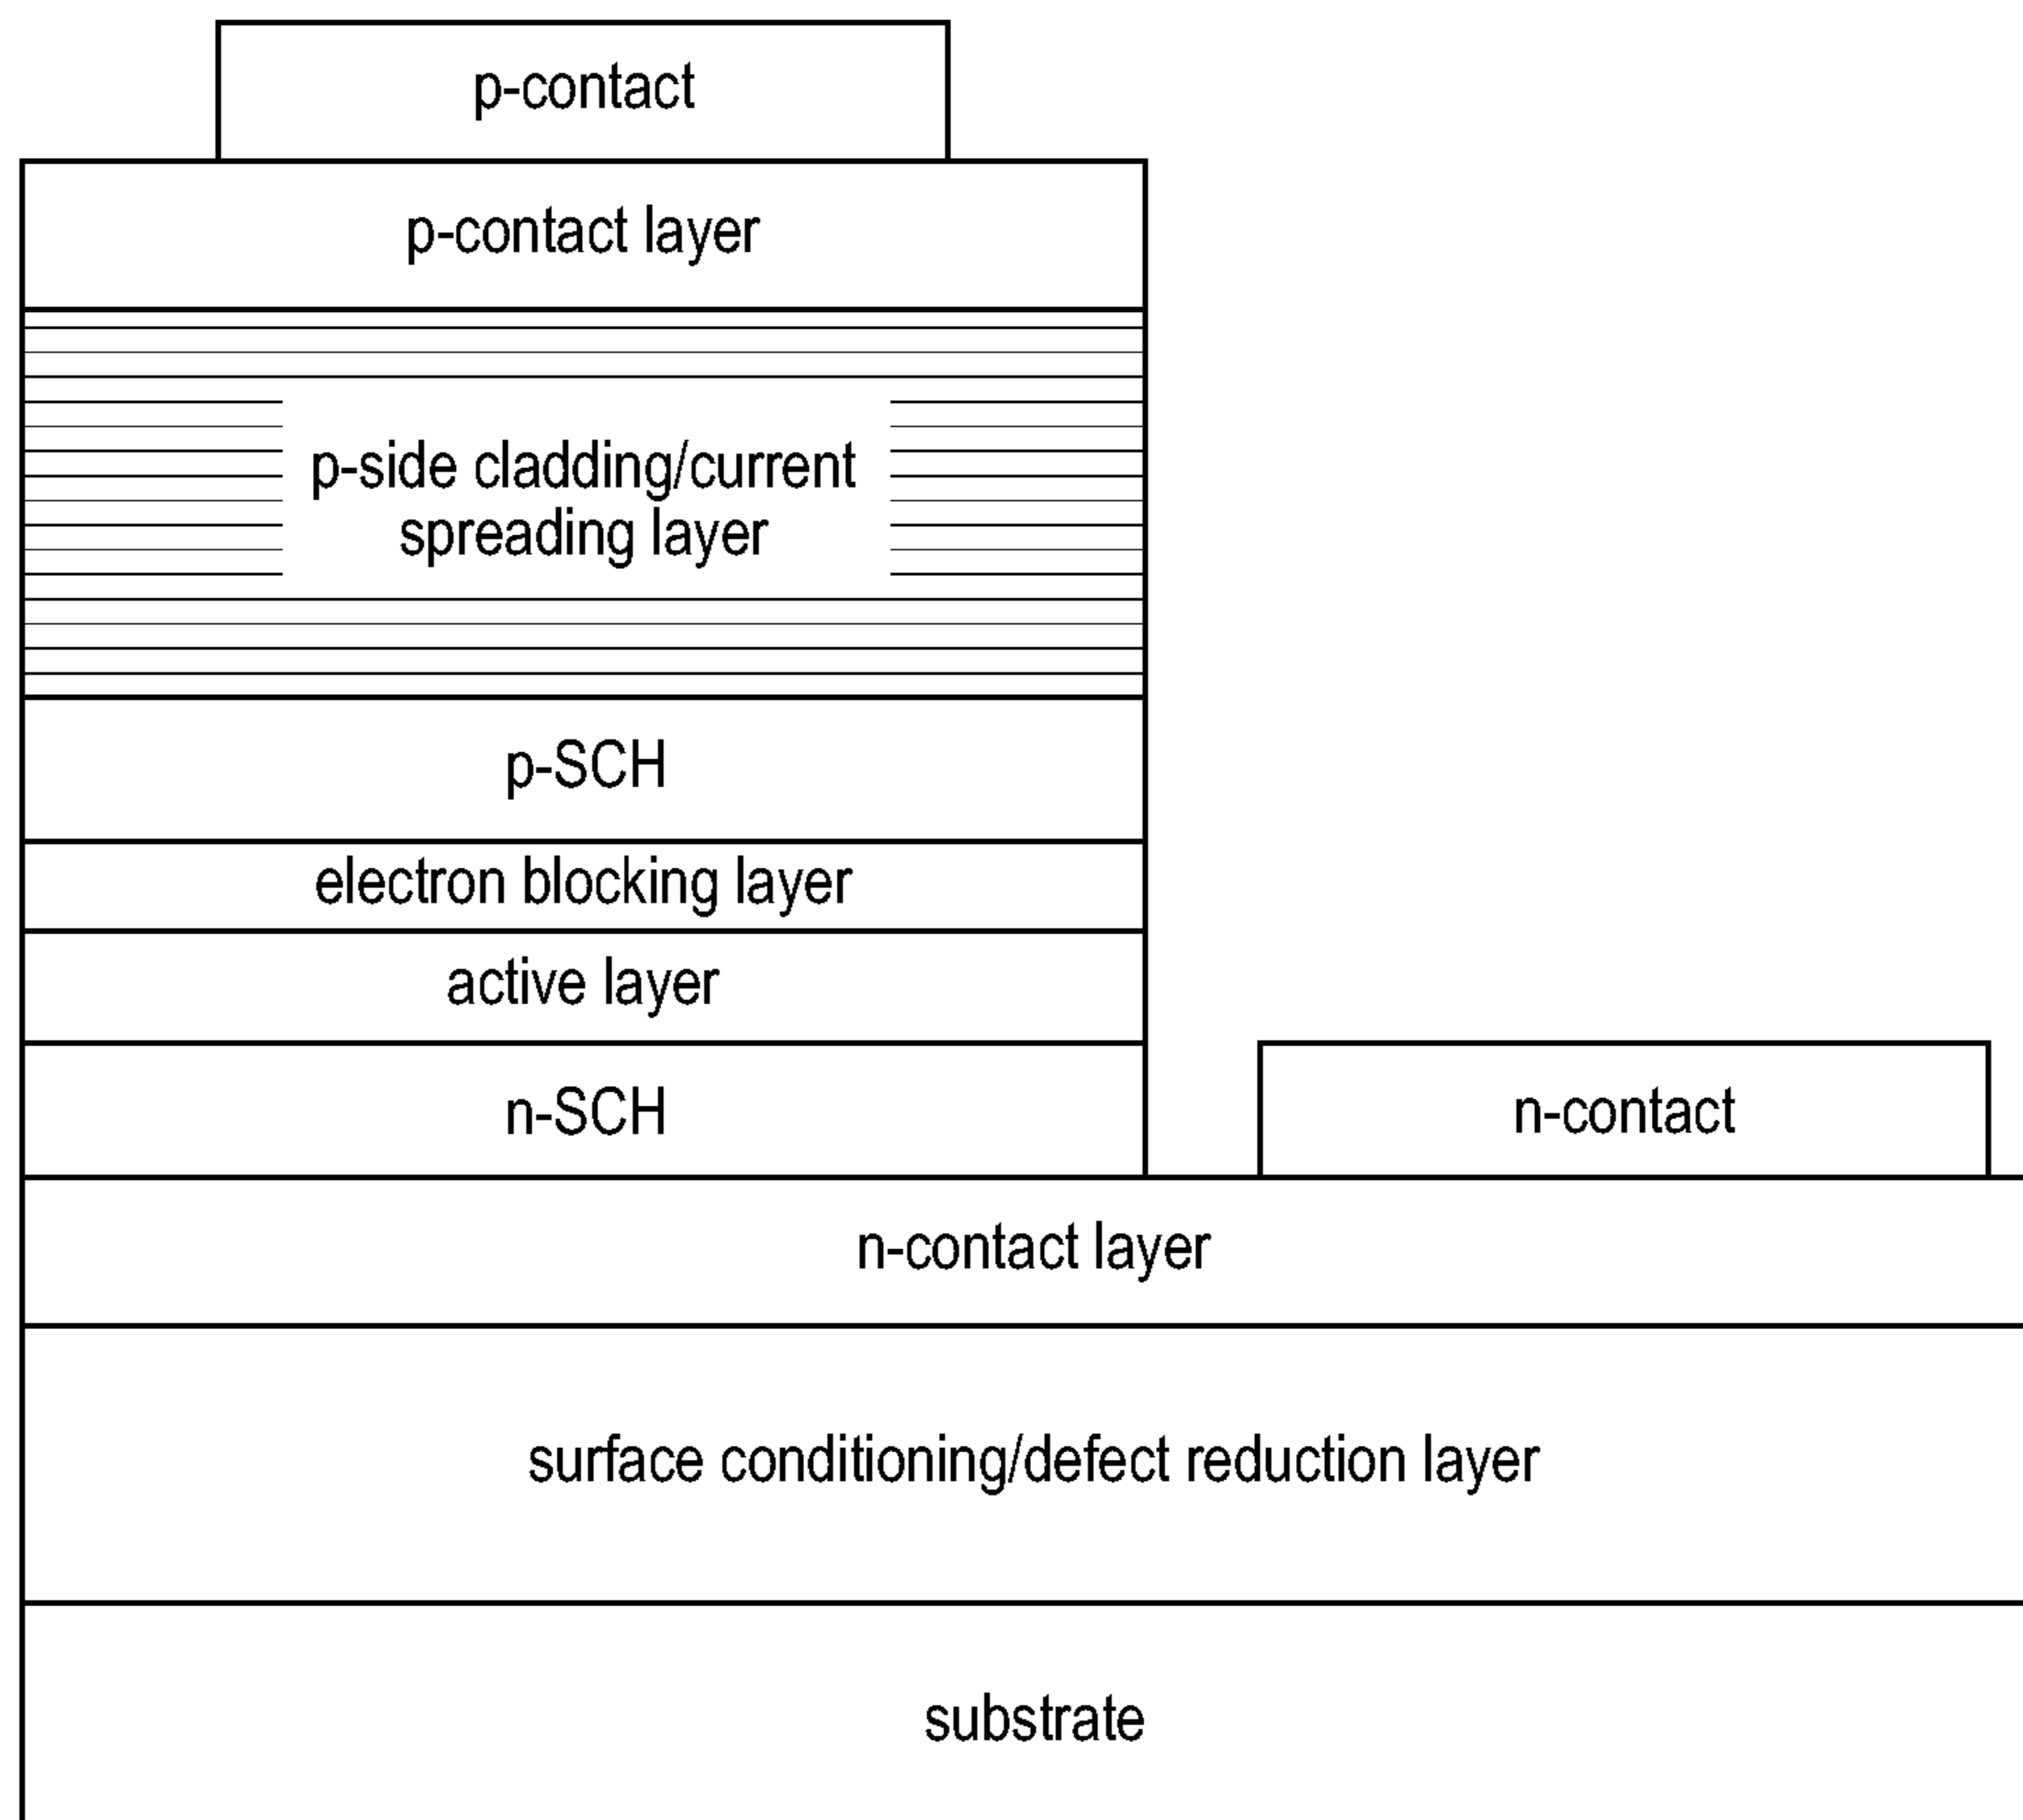 p-contact
p-contact layer
p-side cladding/current
spreading layer
p-SCH
electron blocking layer
active layer
n-SCH
n-contact
n-contact layer
surface conditioning/defect reduction layer
substrate